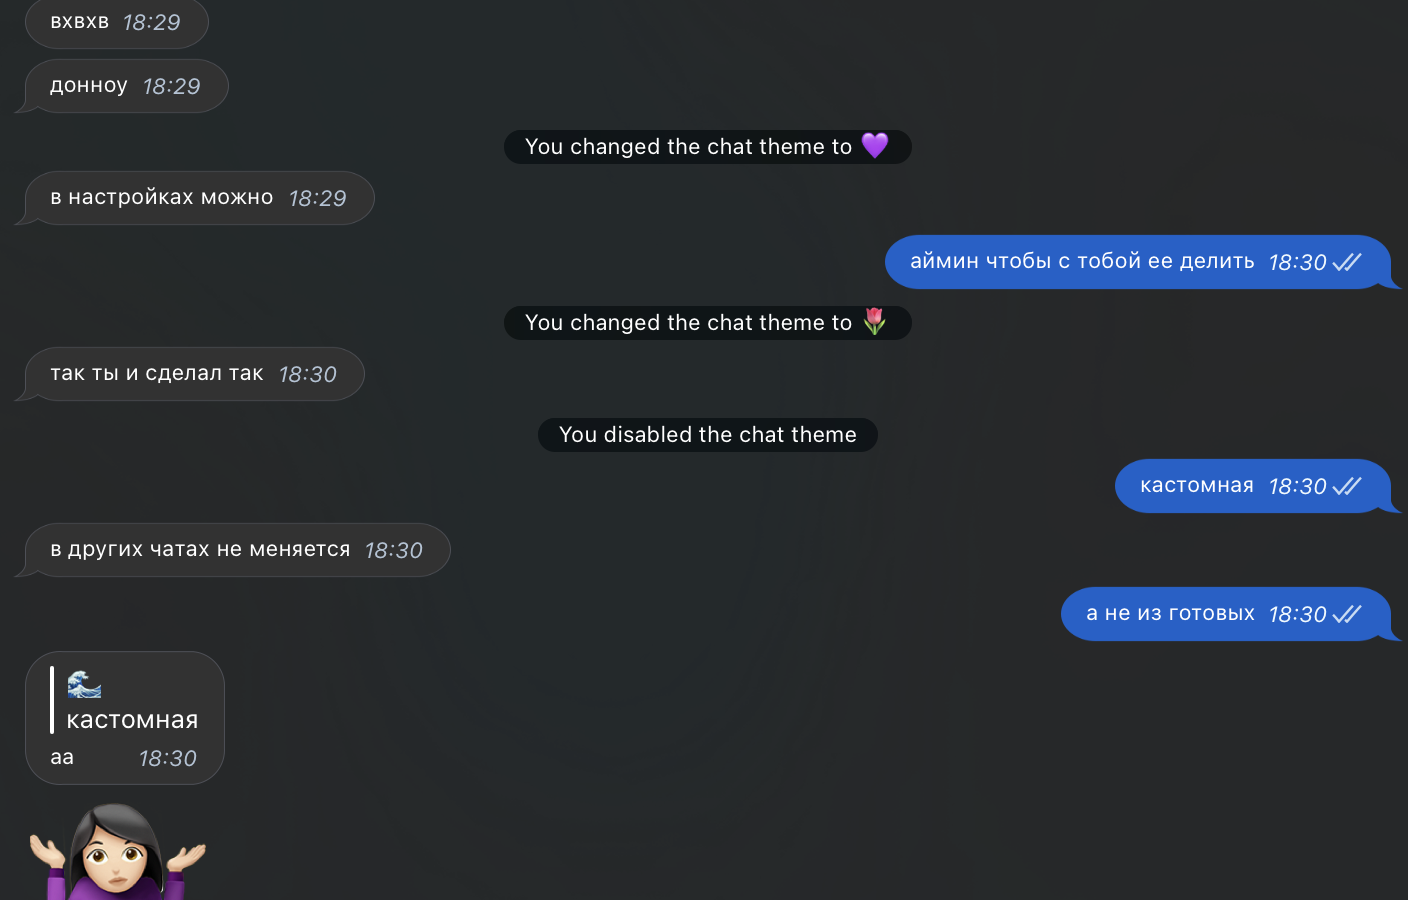 вхвхв 18:29
донноу 18:29
You changed the chat theme to 💜
в настройках можно 18:29
аймин чтобы с тобой ее делить 18:30
You changed the chat theme to 🌷
так ты и сделал так 18:30
You disabled the chat theme
кастомная 18:30
в других чатах не меняется 18:30
а не из готовых 18:30
🌊
кастомная
аа 18:30